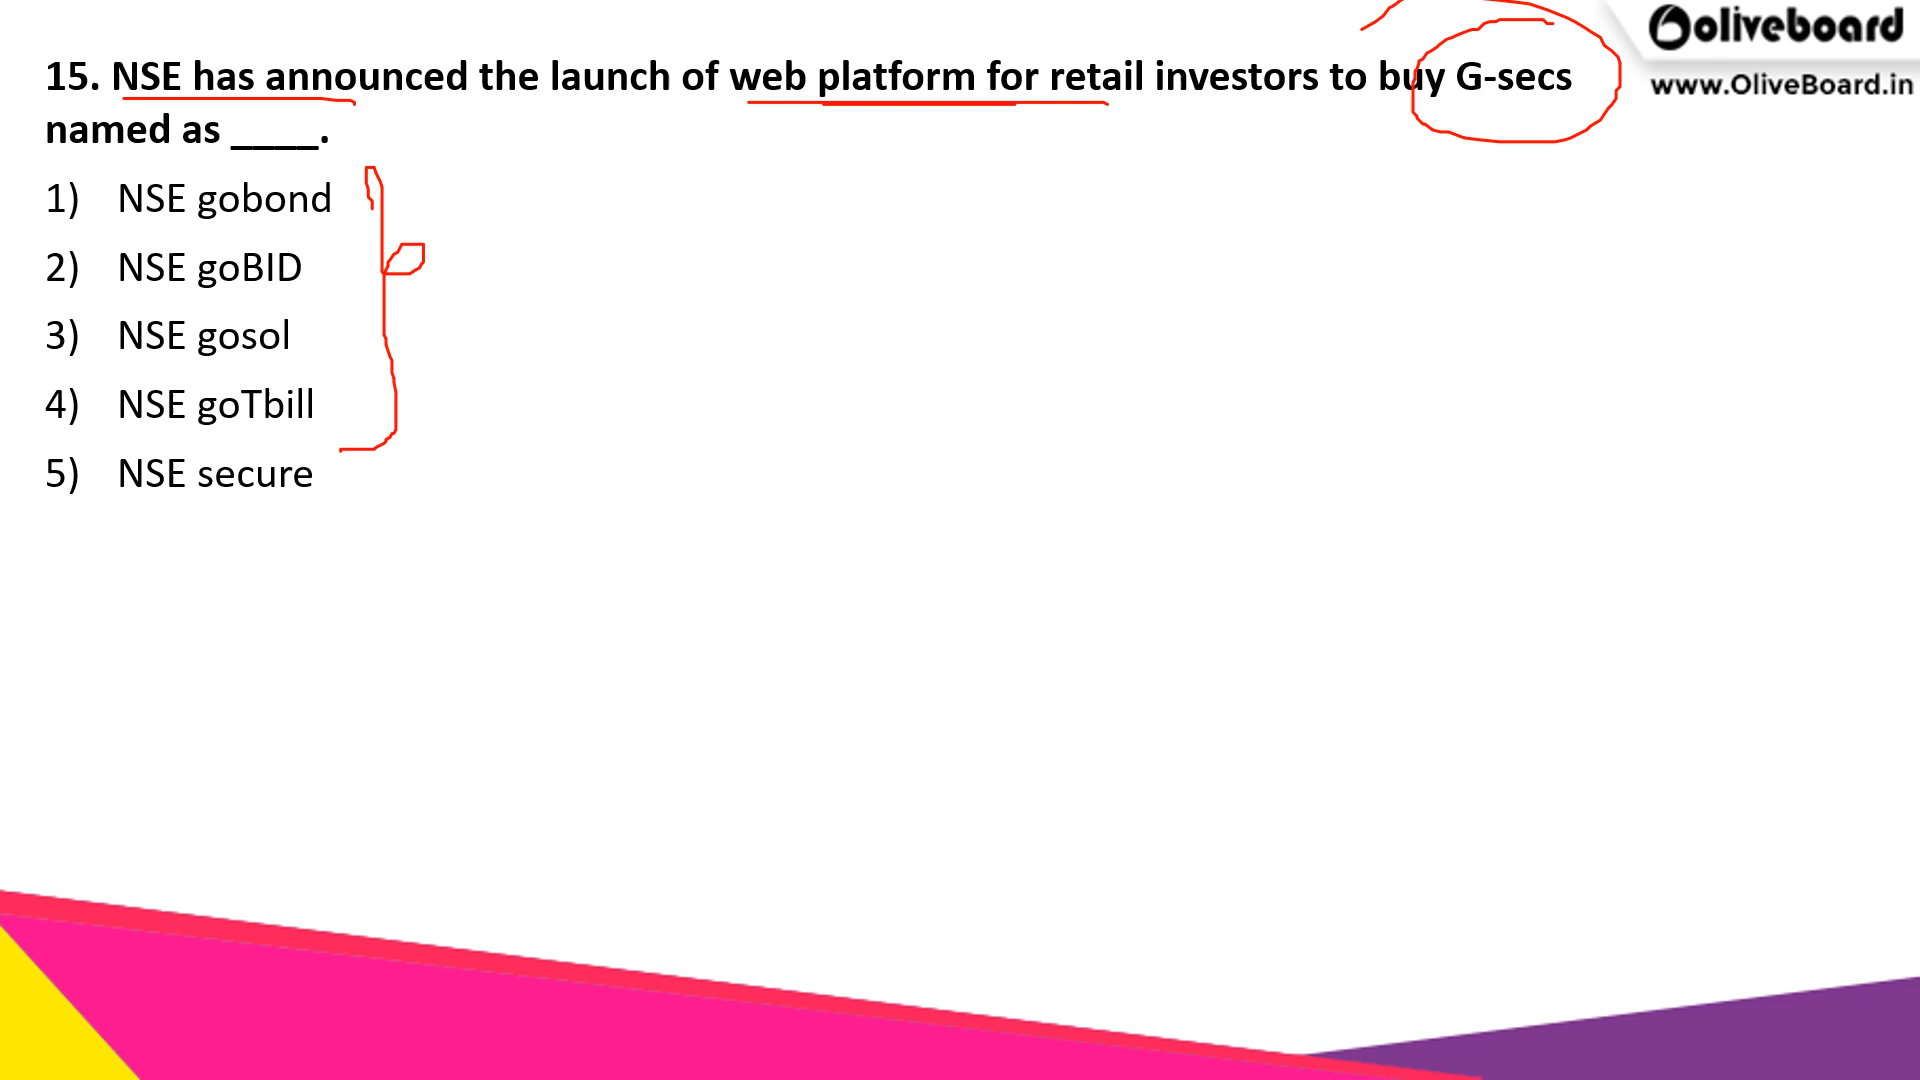 oliveboard
15. NSE has announced the launch of web platform for retail investors to buy G-secs
www.OliveBoard.in
named as ____.
1) NSE gobond
2) NSE goBID
3) NSE gosol
4) NSE goTbill
5) NSE secure